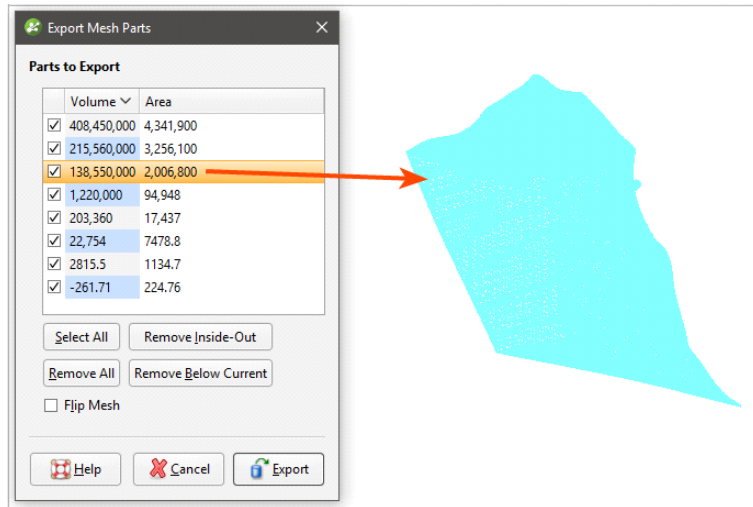 Export Mesh Parts
Parts to Export
Volume Area
408,450,000 4,341,900
215,560,000 3,256,100
138,550,000 2,006,800
1,220,000 94,948
203,360 17,437
22,754 7478.8
2815.5 1134.7
-261.71 224.76
Select All Remove Inside-Out
Remove All Remove Below Current
Flip Mesh
Help Cancel Export